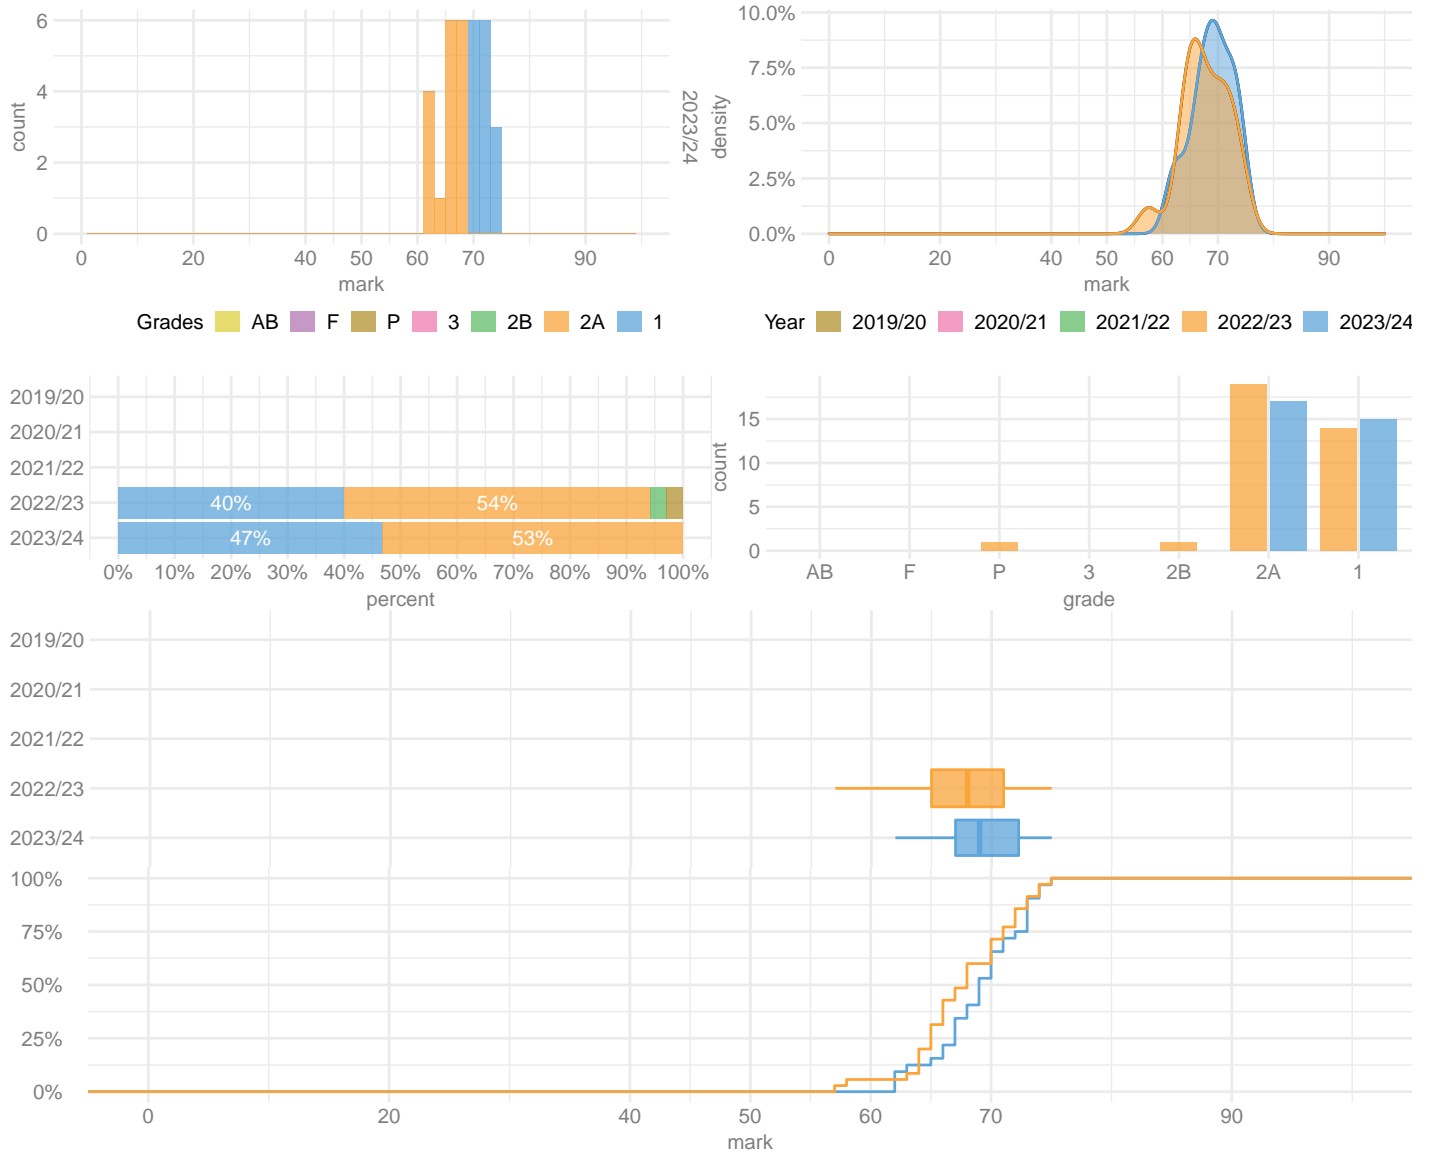 6
4
2
0
count
0 20 40 50 60 70 90
mark
2023/24
Grades AB F P 3 2B 2A 1
10.0%
7.5%
5.0%
2.5%
0.0%
density
0 20 40 50 60 70 90
mark
Year 2019/20 2020/21 2021/22 2022/23 2023/24
2019/20
2020/21
2021/22
2022/23 40% 54%
2023/24 47% 53%
0% 10% 20% 30% 40% 50% 60% 70% 80% 90% 100%
percent
15
10
5
0
count
AB F P 3 2B 2A 1
grade
2019/20
2020/21
2021/22
2022/23
2023/24
100%
75%
50%
25%
0%
0 20 40 50 60 70 90
mark